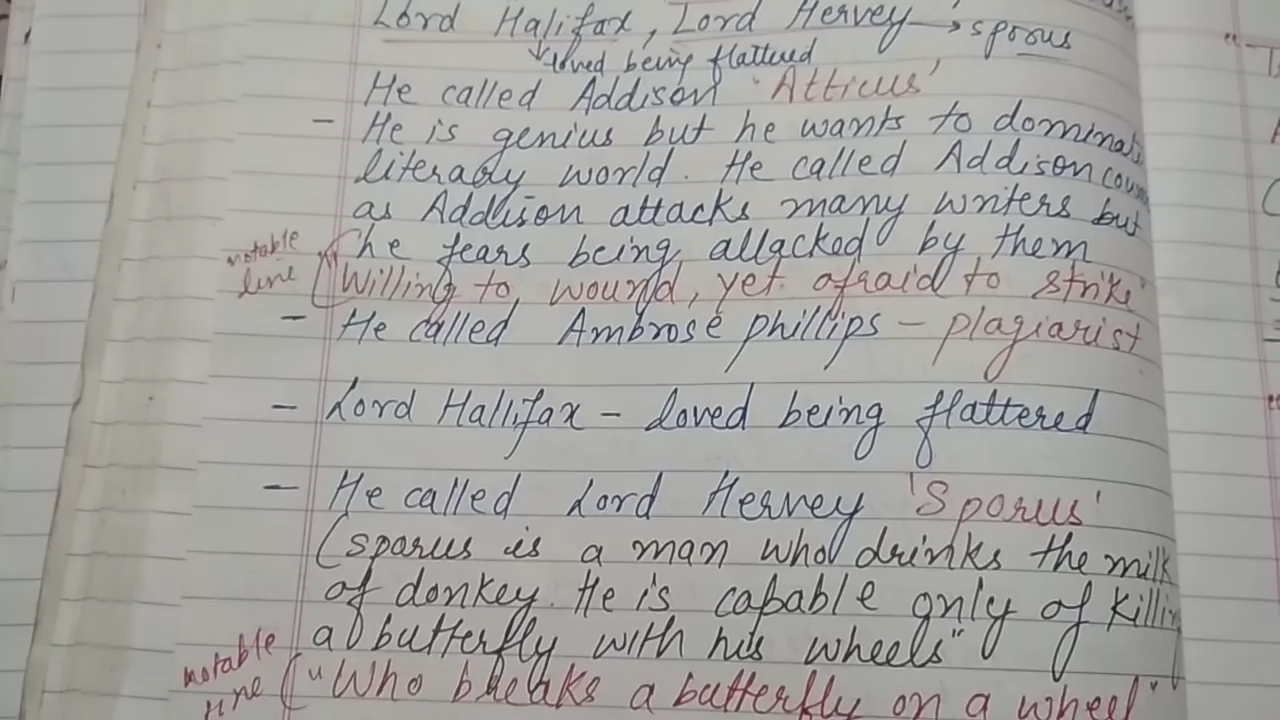 Lord Halifax, Lord Hervey → sporus
loved being flattered
He called Addison 'Atticus'
- He is genius but he wants to dominate
literary world. He called Addison
as Addison attacks many writers but
notable line
he fears being attacked by them
Willing to, wound, yet afraid to strike"
- He called Ambrose phillips - plagiarist
- Lord Hallifax - loved being flattered
- He called Lord Hervey 'Sporus'
(sporus is a man who drinks the milk
of donkey. He is capable only of killing
a butterfly with his wheels"
notable line
"Who breaks a butterfly on a wheel"